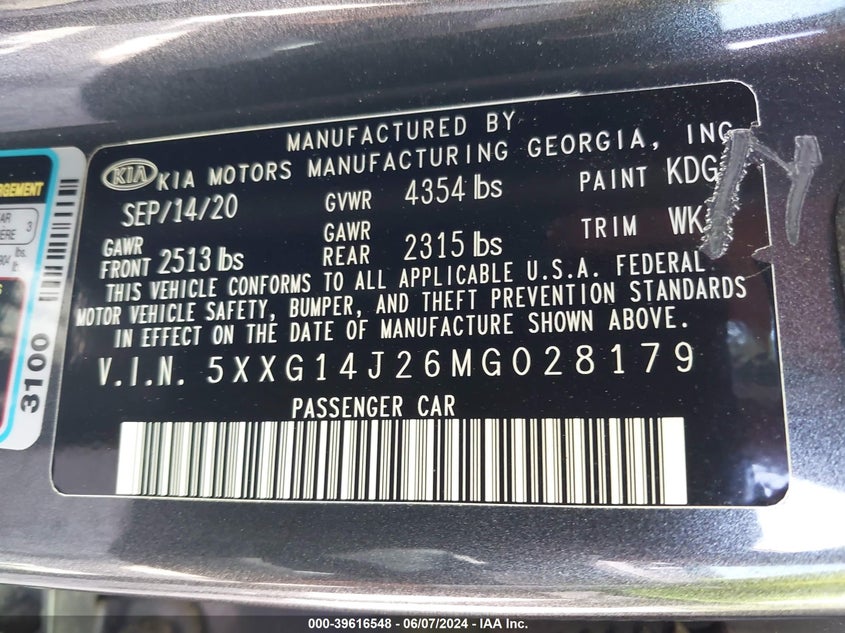 MANUFACTURED BY
KIA KIA MOTORS MANUFACTURING GEORGIA, INC
SEP/14/20 GVWR 4354 lbs PAINT KDG
GAWR FRONT 2513 lbs GAWR REAR 2315 lbs TRIM WK
THIS VEHICLE CONFORMS TO ALL APPLICABLE U.S.A. FEDERAL
MOTOR VEHICLE SAFETY, BUMPER, AND THEFT PREVENTION STANDARDS
IN EFFECT ON THE DATE OF MANUFACTURE SHOWN ABOVE.
V.I.N. 5XXG14J26MG028179
PASSENGER CAR
3100
3
lbs.
000-39616548 - 06/07/2024 - IAA Inc.